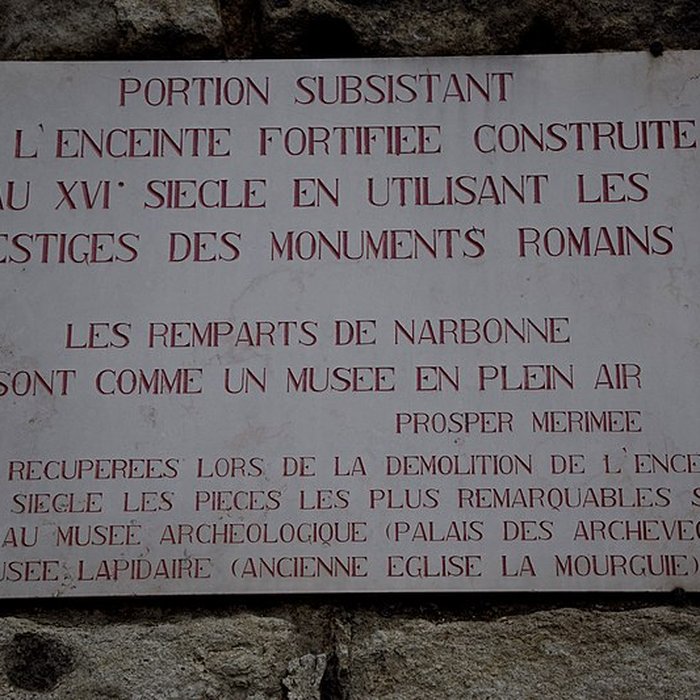 PORTION SUBSISTANT
L'ENCEINTE FORTIFIEE CONSTRUITE
AU XVI° SIECLE EN UTILISANT LES
ESTIGES DES MONUMENTS ROMAINS
LES REMPARTS DE NARBONNE
SONT COMME UN MUSEE EN PLEIN AIR
PROSPER MERIMEE
RECUPEREES LORS DE LA DEMOLITION DE L'ENCE
SIEGLE LES PIECES LES PLUS REMARQUABLES
AU MUSEE ARCHEOLOGIQUE (PALAIS DES ARCHEVEC
USEE LAPIDAIRE (ANCIENNE EGLISE LA MOURGUIE)